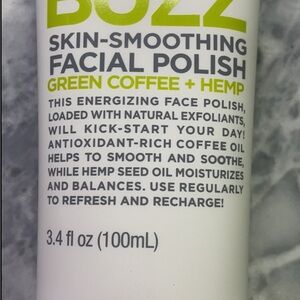 BUZZ
SKIN-SMOOTHING
FACIAL POLISH
GREEN COFFEE + HEMP
THIS ENERGIZING FACE POLISH,
LOADED WITH NATURAL EXFOLIANTS,
WILL KICK-START YOUR DAY!
ANTIOXIDANT-RICH COFFEE OIL
HELPS TO SMOOTH AND SOOTHE,
WHILE HEMP SEED OIL MOISTURIZES
AND BALANCES. USE REGULARLY
TO REFRESH AND RECHARGE!
3.4 fl oz (100mL)